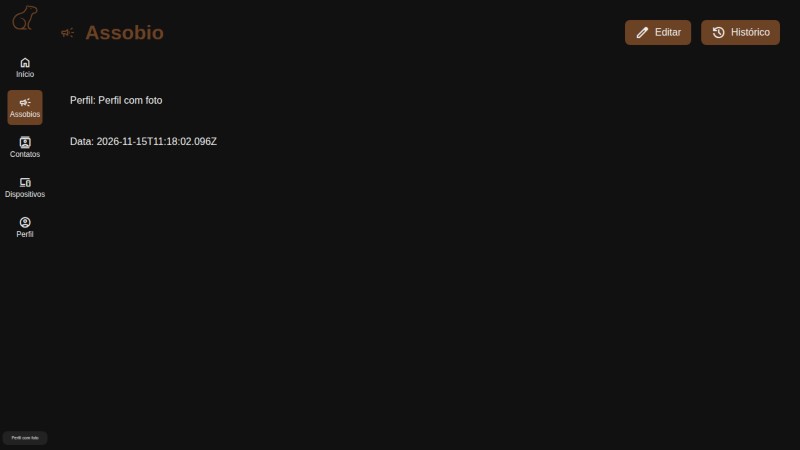 Assobio
Editar
Histórico
Início
Assobios
Contatos
Dispositivos
Perfil
Perfil: Perfil com foto
Data: 2026-11-15T11:18:02.096Z
Perfil com foto